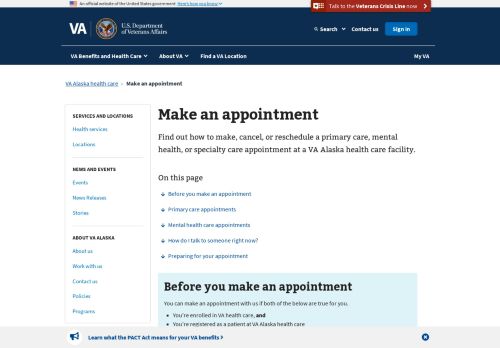 An official website of the United States government Here's how you know
Talk to the Veterans Crisis Line now
VA
U.S. Department
of Veterans Affairs
Search
Contact us
Sign in
VA Benefits and Health Care
About VA
Find a VA Location
My VA
VA Alaska health care › Make an appointment
SERVICES AND LOCATIONS
Health services
Locations
NEWS AND EVENTS
Events
News Releases
Stories
ABOUT VA ALASKA
About us
Work with us
Contact us
Policies
Programs
Make an appointment
Find out how to make, cancel, or reschedule a primary care, mental
health, or specialty care appointment at a VA Alaska health care facility.
On this page
Before you make an appointment
Primary care appointments
Mental health care appointments
How do I talk to someone right now?
Preparing for your appointment
Before you make an appointment
You can make an appointment with us if both of the below are true for you.
• You're enrolled in VA health care, and
• You're registered as a patient at VA Alaska health care
Learn what the PACT Act means for your VA benefits